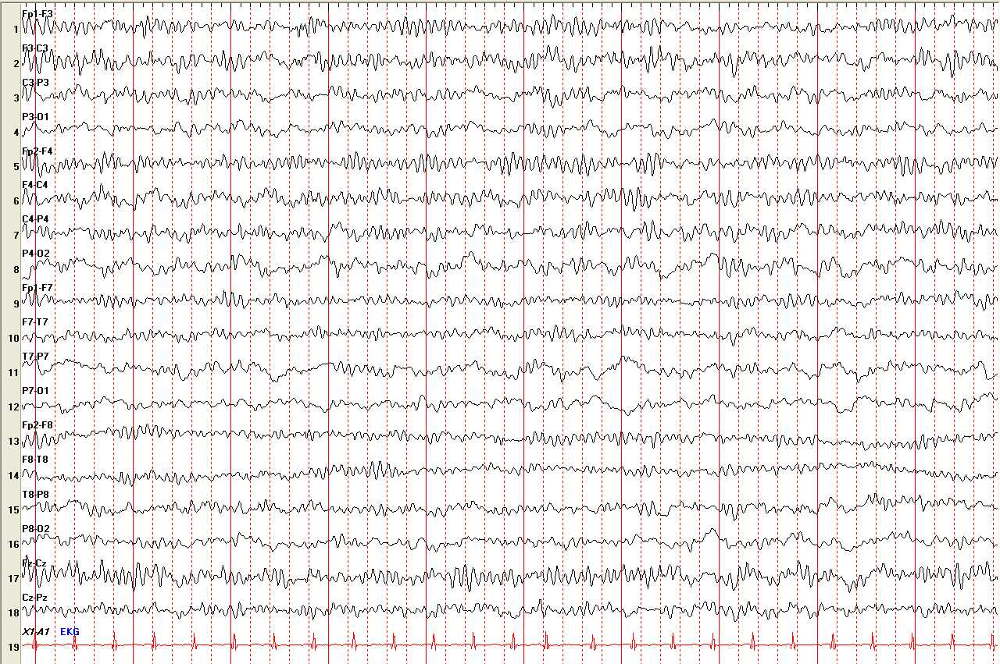 Fp1-F3
1
F3-C3
2
C3-P3
3
P3-O1
4
Fp2-F4
5
F4-C4
6
C4-P4
7
P4-O2
8
Fp1-F7
9
F7-T7
10
T7-P7
11
P7-O1
12
Fp2-F8
13
F8-T8
14
T8-P8
15
P8-O2
16
Fz-Cz
17
Cz-Pz
18
X1-A1 EKG
19